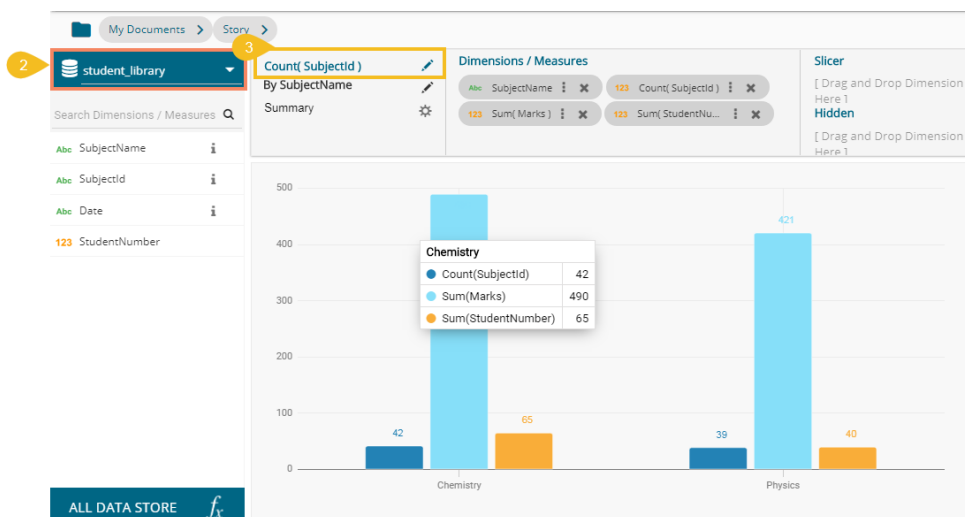 My Documents > Story >
2
3
student_library
Search Dimensions / Measures
Abc SubjectName i
Abc SubjectId i
Abc Date i
123 StudentNumber
ALL DATA STORE fx
Count( SubjectId )
By SubjectName
Summary
Dimensions / Measures
Abc SubjectName
123 Count( SubjectId )
123 Sum( Marks )
123 Sum( StudentNu...
Slicer
[ Drag and Drop Dimension
Here ]
Hidden
[ Drag and Drop Dimension
Here ]
500
400
300
200
100
0
421
Chemistry
Count(SubjectId) 42
Sum(Marks) 490
Sum(StudentNumber) 65
42
65
39
40
Chemistry
Physics